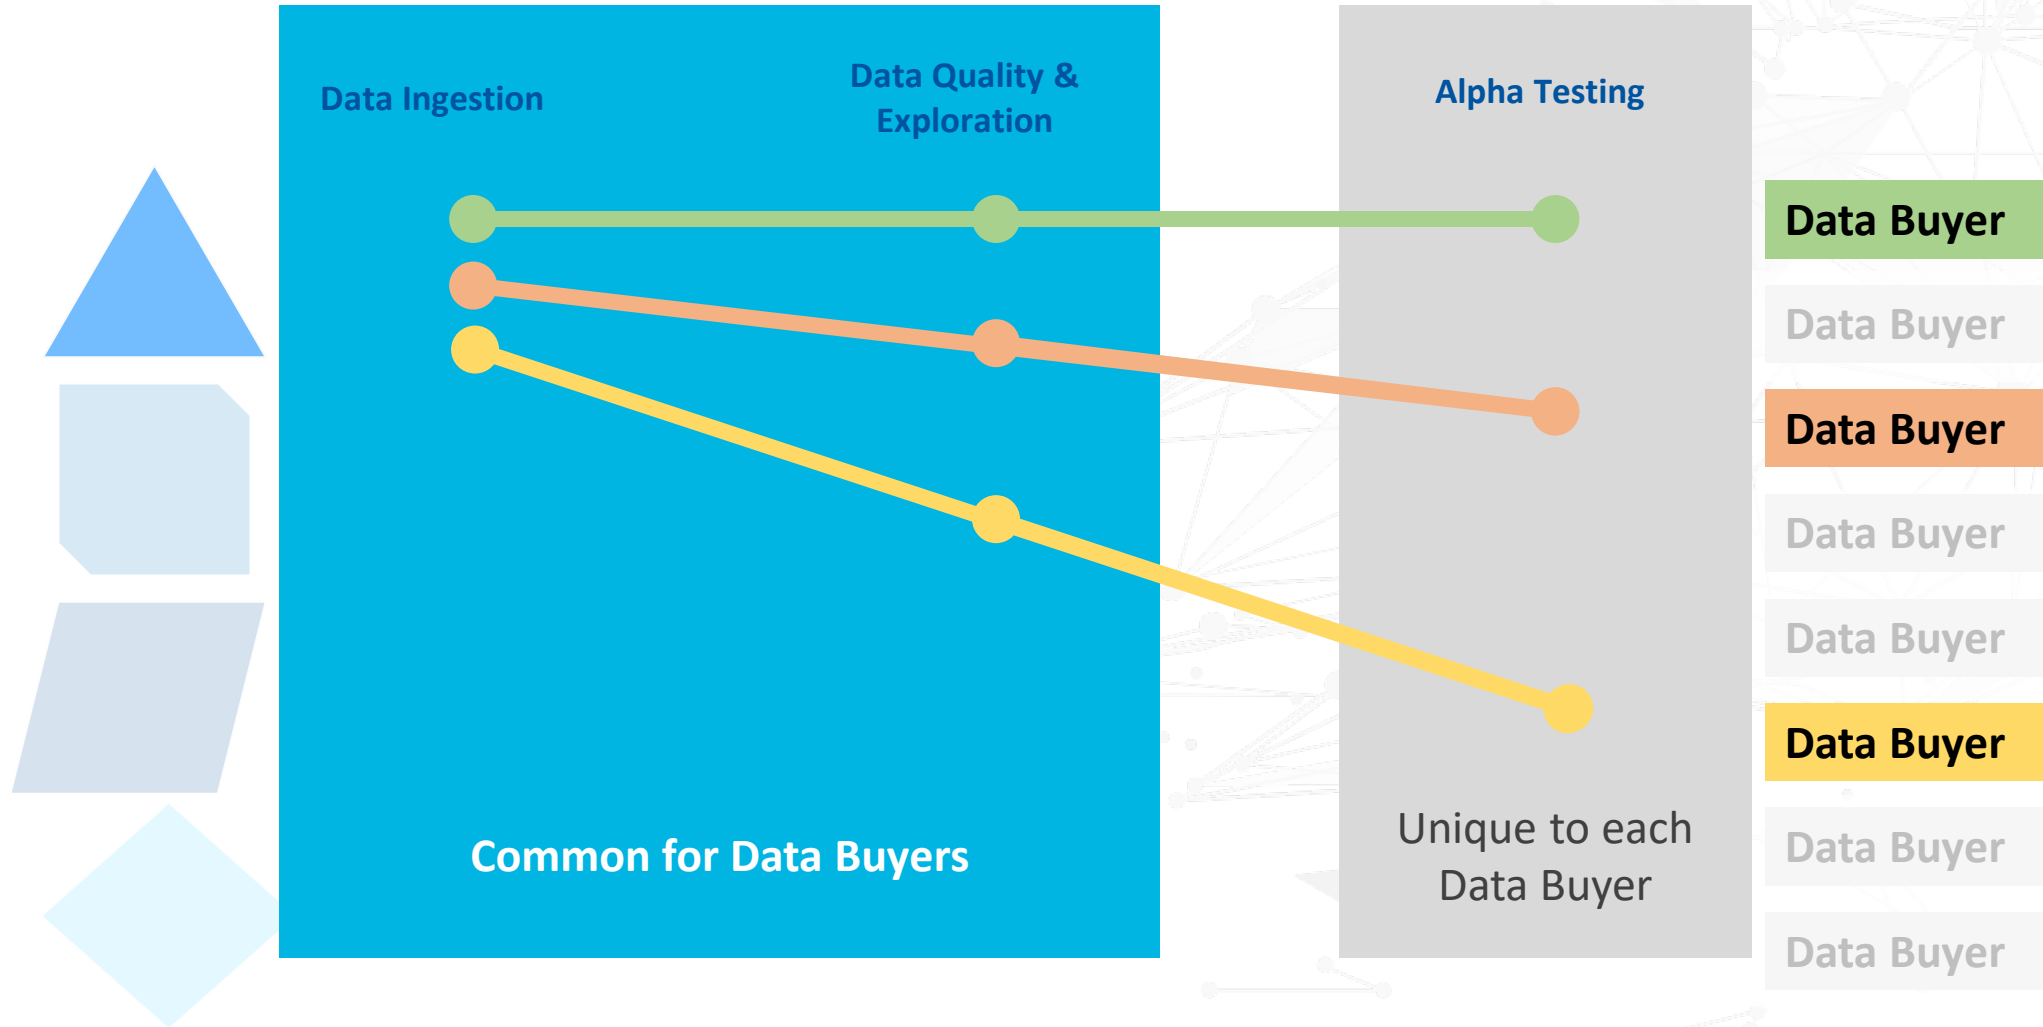 Data Ingestion
Data Quality &
Exploration
Alpha Testing
Data Buyer
Data Buyer
Data Buyer
Data Buyer
Data Buyer
Data Buyer
Data Buyer
Data Buyer
Common for Data Buyers
Unique to each
Data Buyer